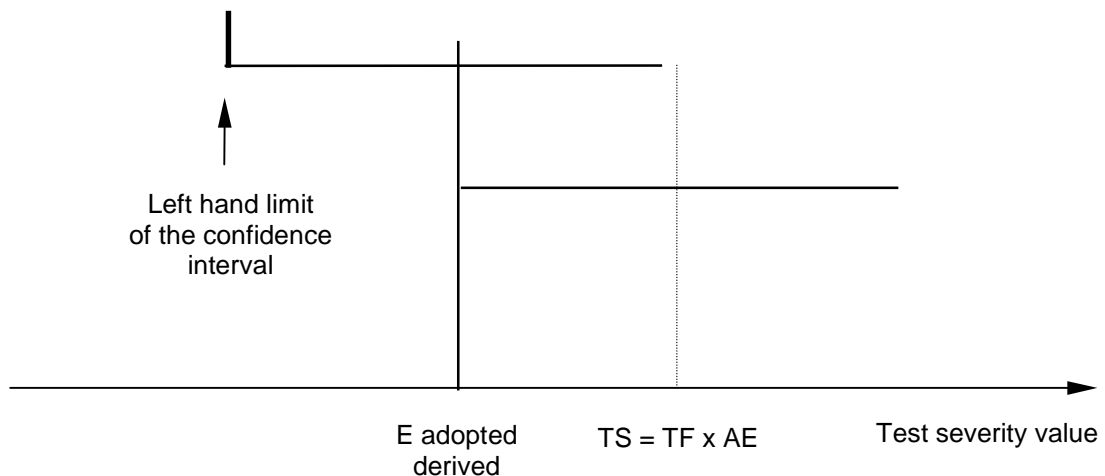 Left hand limit
of the confidence
interval
E adopted
derived
TS = TF x AE
Test severity value